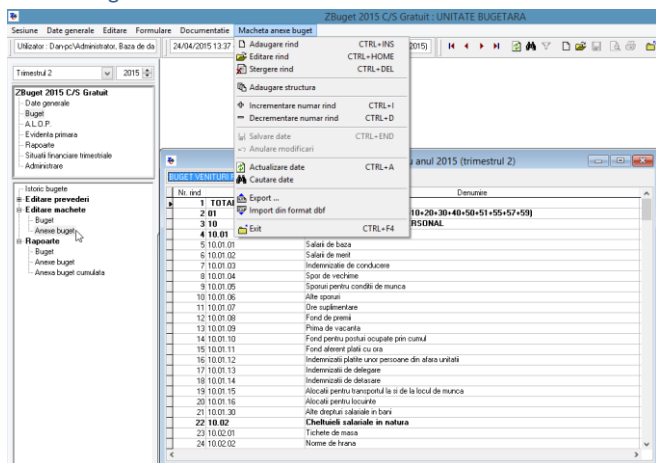 ZBuget 2015 C/S Gratuit : UNITATE BUGETARA
Sesiune Date generale Editare Formulare Documentatie Macheta anexe buget
Utilizator : Dan-pc\Administrator, Baza de da
24/04/2015 13:37
2015)
Adaugare rind CTRL+INS
Editare rind CTRL+HOME
Stergere rind CTRL+DEL
Adaugare structura
Incrementare numar rind CTRL+I
Decrementare numar rind CTRL+D
Salvare date CTRL+END
Anulare modificari
Actualizare date CTRL+A
Cautare date
Export ...
Import din format dbf
Exit CTRL+F4
Trimestrul 2 2015
ZBuget 2015 C/S Gratuit
Date generale
Buget
A.L.O.P.
Evidenta primara
Rapoarte
Situatii financiare trimestriale
Administrare
Istoric bugete
Editare prevederi
Editare machete
Buget
Anexe buget
Rapoarte
Buget
Anexe buget
Anexa buget cumulata
u anul 2015 (trimestrul 2)
BUGET VENITURI
Nr. rind Denumire
1 TOTAL
2 01 10+20+30+40+50+51+55+57+59)
3 10 ERSONAL
4 10.01
5 10.01.01 Salarii de baza
6 10.01.02 Salarii de merit
7 10.01.03 Indemnizatie de conducere
8 10.01.04 Spor de vechime
9 10.01.05 Sporuri pentru conditii de munca
10 10.01.06 Alte sporuri
11 10.01.07 Ore suplimentare
12 10.01.08 Fond de premii
13 10.01.09 Prima de vacanta
14 10.01.10 Fond pentru posturi ocupate prin cumul
15 10.01.11 Fond aferent platii cu ora
16 10.01.12 Indemnizatii platite unor persoane din afara unitatii
17 10.01.13 Indemnizatii de delegare
18 10.01.14 Indemnizatii de detasare
19 10.01.15 Alocatii pentru transportul la si de la locul de munca
20 10.01.16 Alocatii pentru locuinte
21 10.01.30 Alte drepturi salariale in bani
22 10.02 Cheltuieli salariale in natura
23 10.02.01 Tichete de masa
24 10.02.02 Norme de hrana